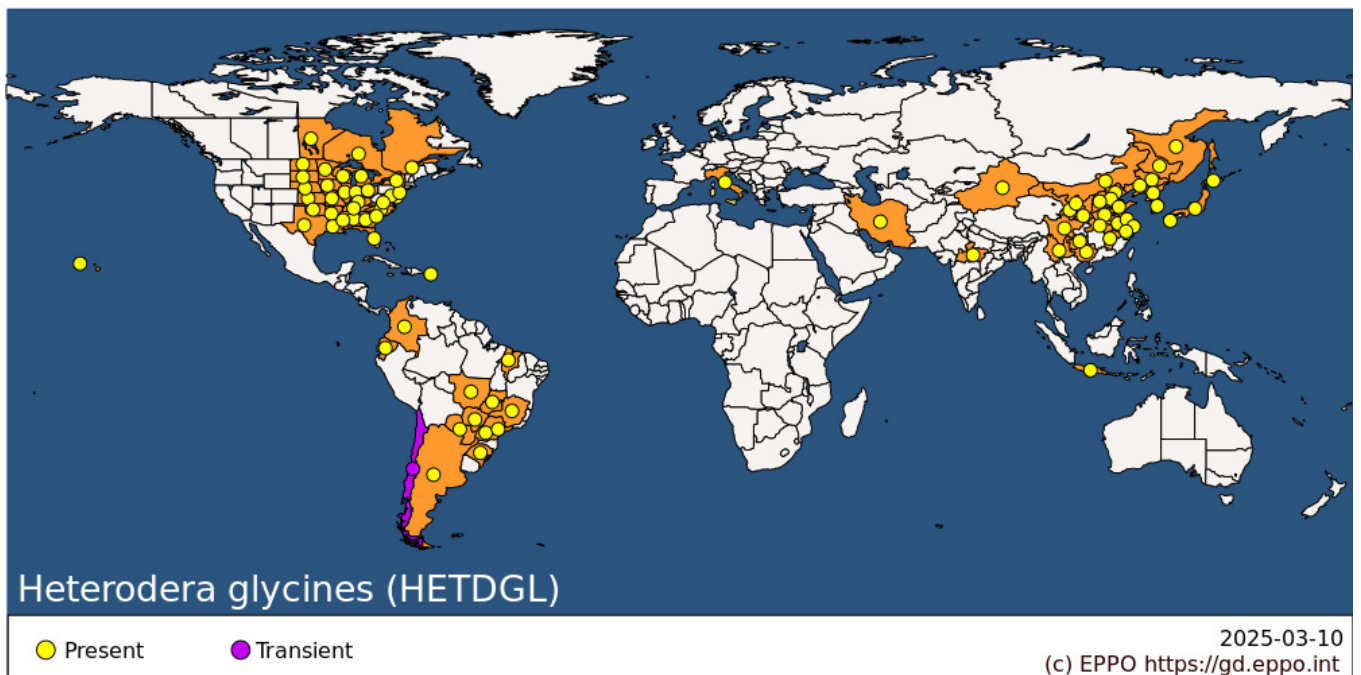 Heterodera glycines (HETDGL)
Present
Transient
2025-03-10
(c) EPPO https://gd.eppo.int